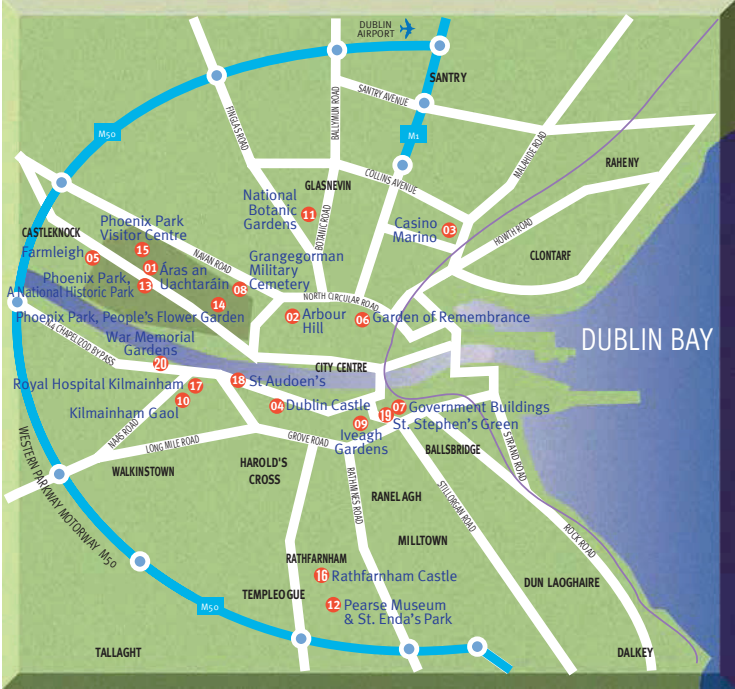 DUBLIN
AIRPORT
SANTRY
SANTRY AVENUE
FINGLAS ROAD
BALLYMUN ROAD
M50
M1
MALAHIDE ROAD
RAHENY
COLLINS AVENUE
GLASNEVIN
National
Botanic
Gardens
11
BOTANIC ROAD
Casino
Marino
03
HOWTH ROAD
CLONTARF
CASTLEKNOCK
Phoenix Park
Visitor Centre
15
NAVAN ROAD
Farmleigh
05
01
Áras an
Uachtaráin
Grangegorman
Military
Cemetery
08
Phoenix Park,
A National Historic Park
13
14
Phoenix Park, People's Flower Garden
NORTH CIRCULAR ROAD
02
Arbour
Hill
06
Garden of Remembrance
N4 CHAPELIZOD BYPASS
War Memorial
Gardens
20
CITY CENTRE
DUBLIN BAY
Royal Hospital Kilmainham
17
18
St Audoen's
Kilmainham Gaol
10
04
Dublin Castle
07
Government Buildings
19
St. Stephen's Green
09
Iveagh
Gardens
NAAS ROAD
LONG MILE ROAD
GROVE ROAD
BALLSBRIDGE
STRAND ROAD
WALKINSTOWN
HAROLD'S
CROSS
RATHMINES ROAD
RANELAGH
STILLORGAN ROAD
WESTERN PARKWAY MOTORWAY M50
MILLTOWN
ROCK ROAD
RATHFARNHAM
16
Rathfarnham Castle
DUN LAOGHAIRE
TEMPLEOGUE
12
Pearse Museum
& St. Enda's Park
M50
TALLAGHT
DALKEY